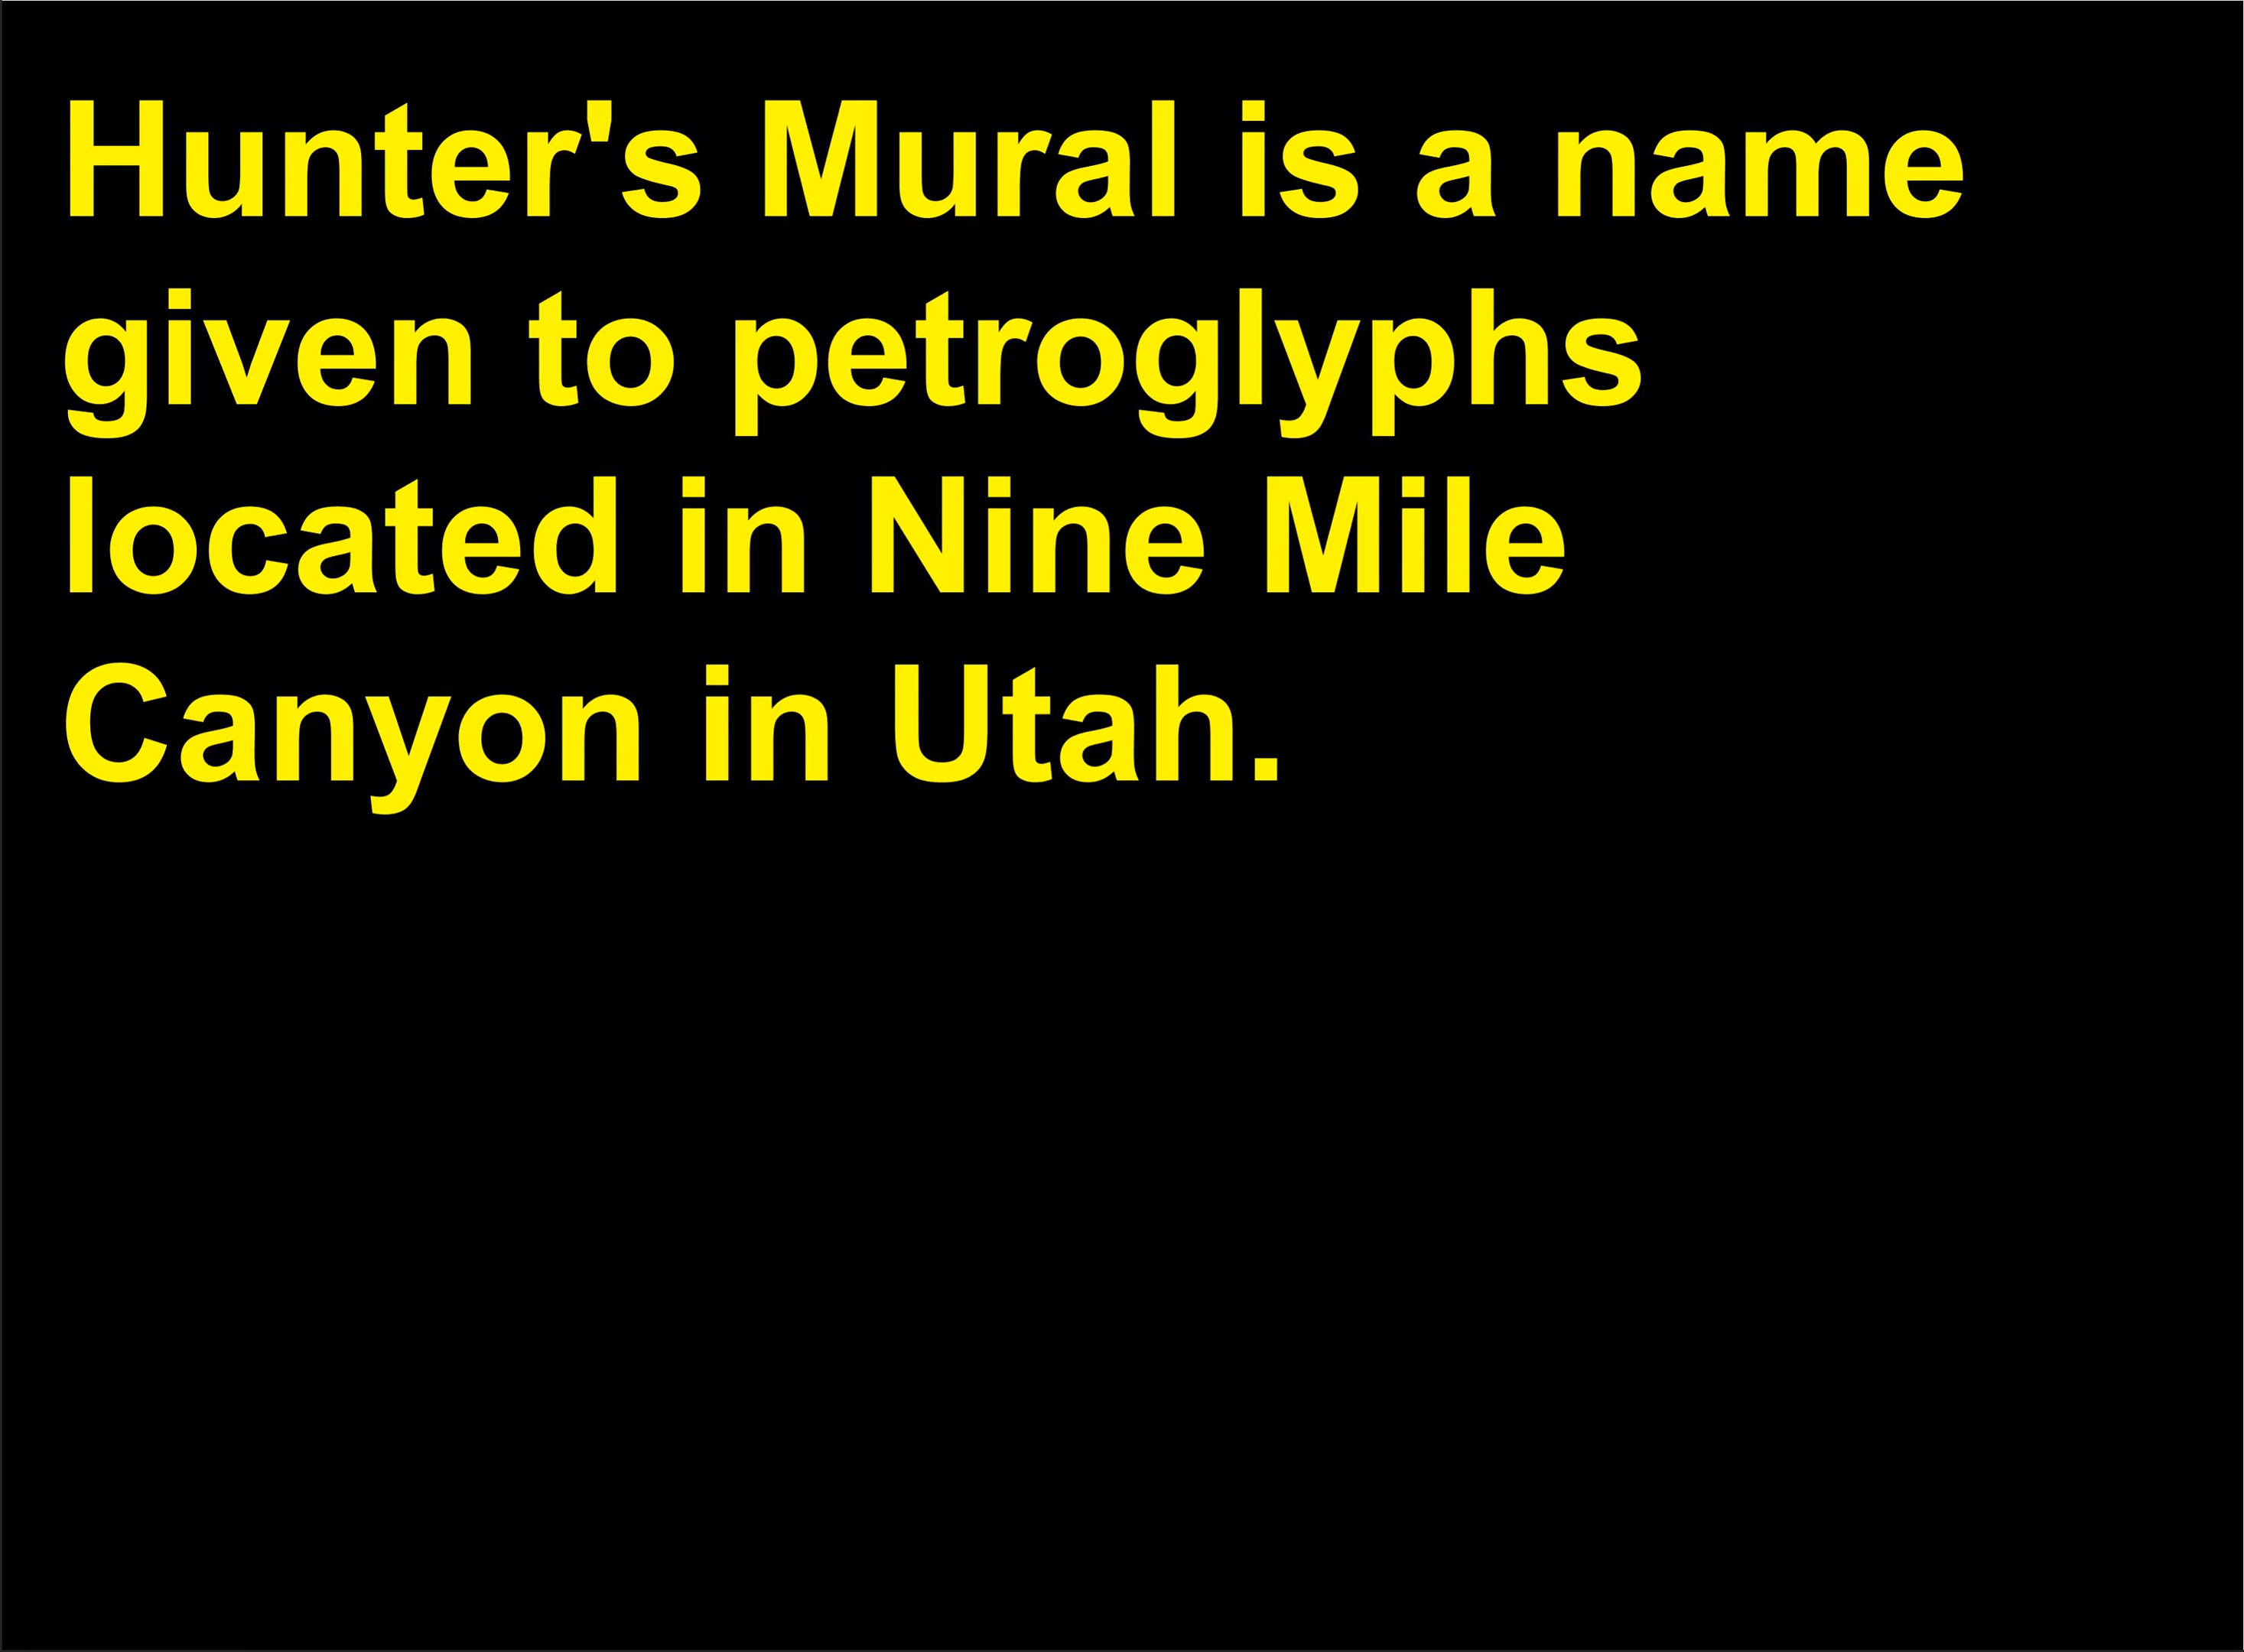 Hunter's Mural is a name
given to petroglyphs
located in Nine Mile
Canyon in Utah.